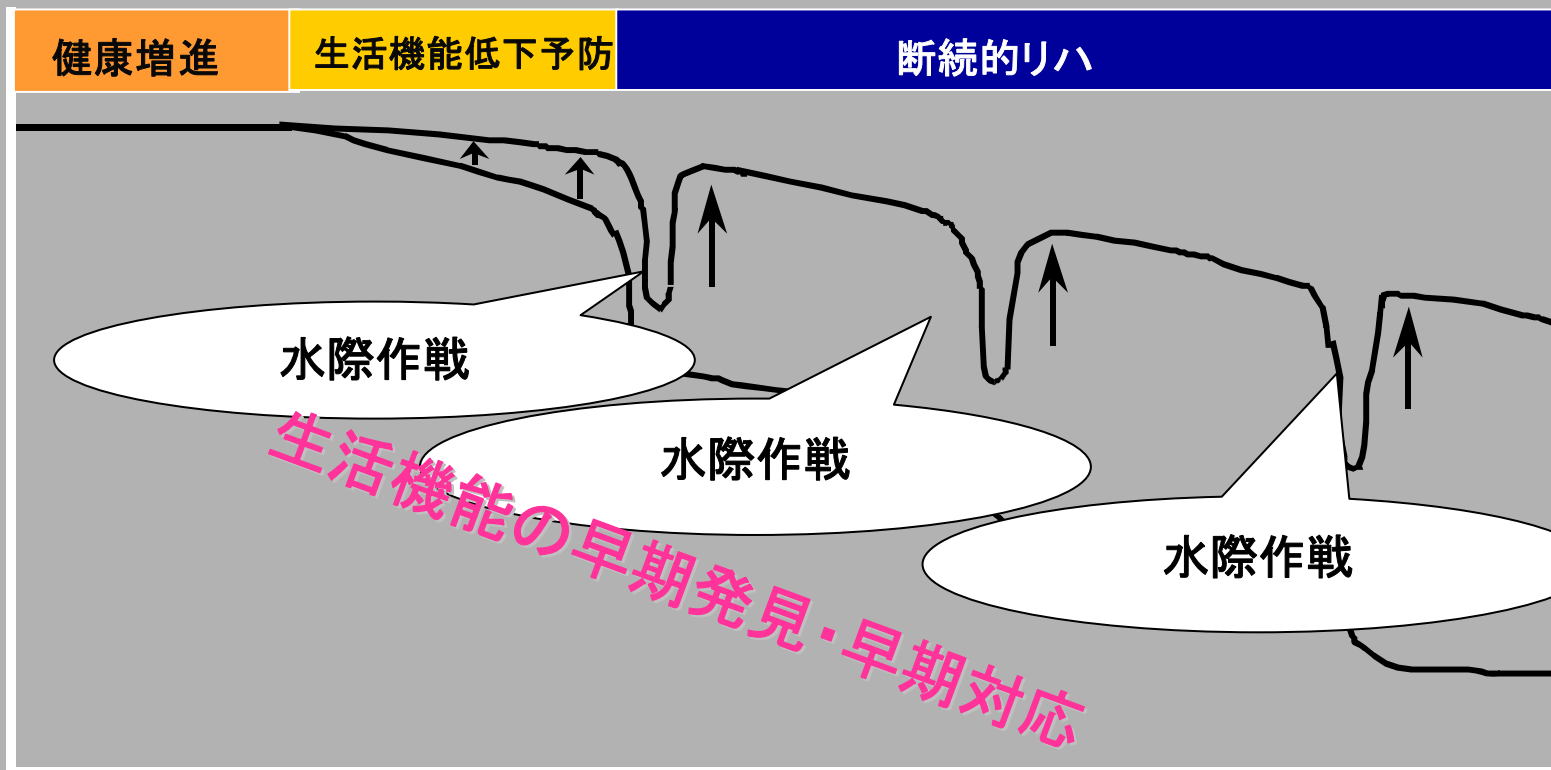 健康増進
生活機能低下予防
断続的リハ
水際作戦
水際作戦
水際作戦
生活機能の早期発見・早期対応